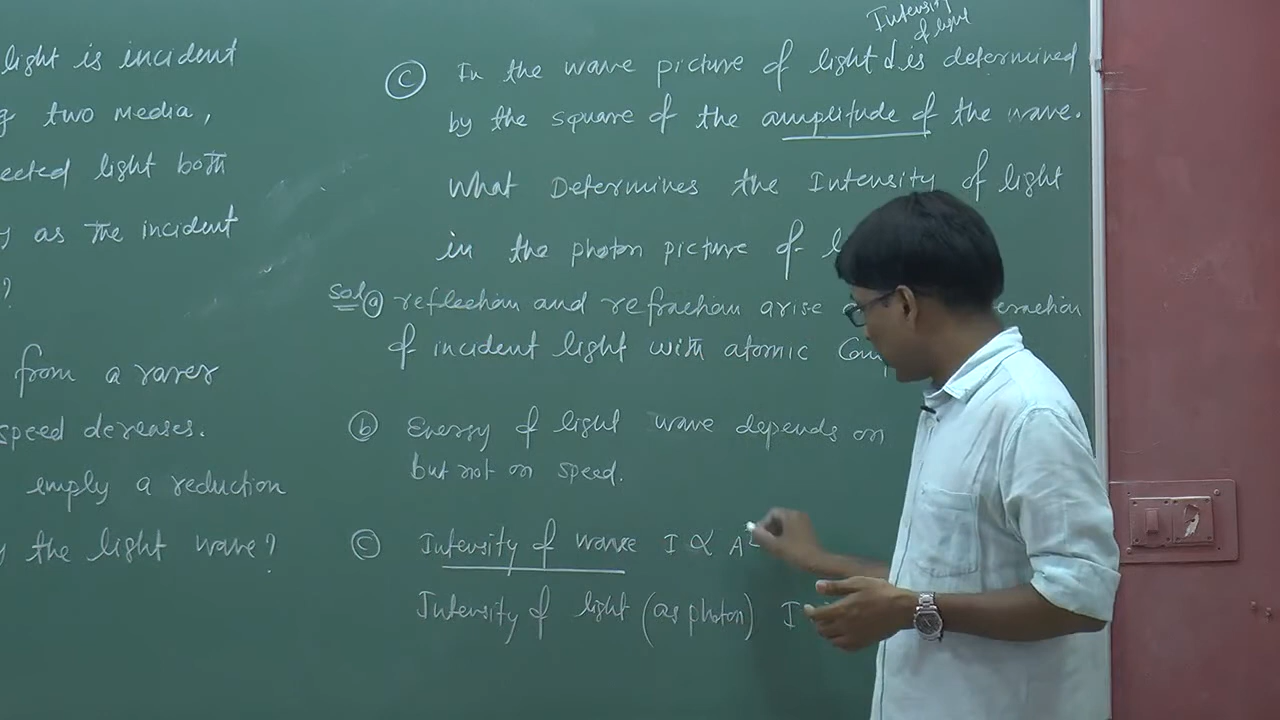 light is incident
two media,
ected light both
as the incident
?
from a rarer
speed decreases.
emply a reduction
the light wave?
Intensity
of light
(C) In the wave picture of light is determined
by the square of the amplitude of the wave.
What Determines the Intensity of light
in the photon picture of
Sol (a) reflection and refraction arise
of incident light with atomic
(b) Energy of light wave depends on
but not on speed.
(C) Intensity of wave I ∝ A²
Intensity of light (as photon) I